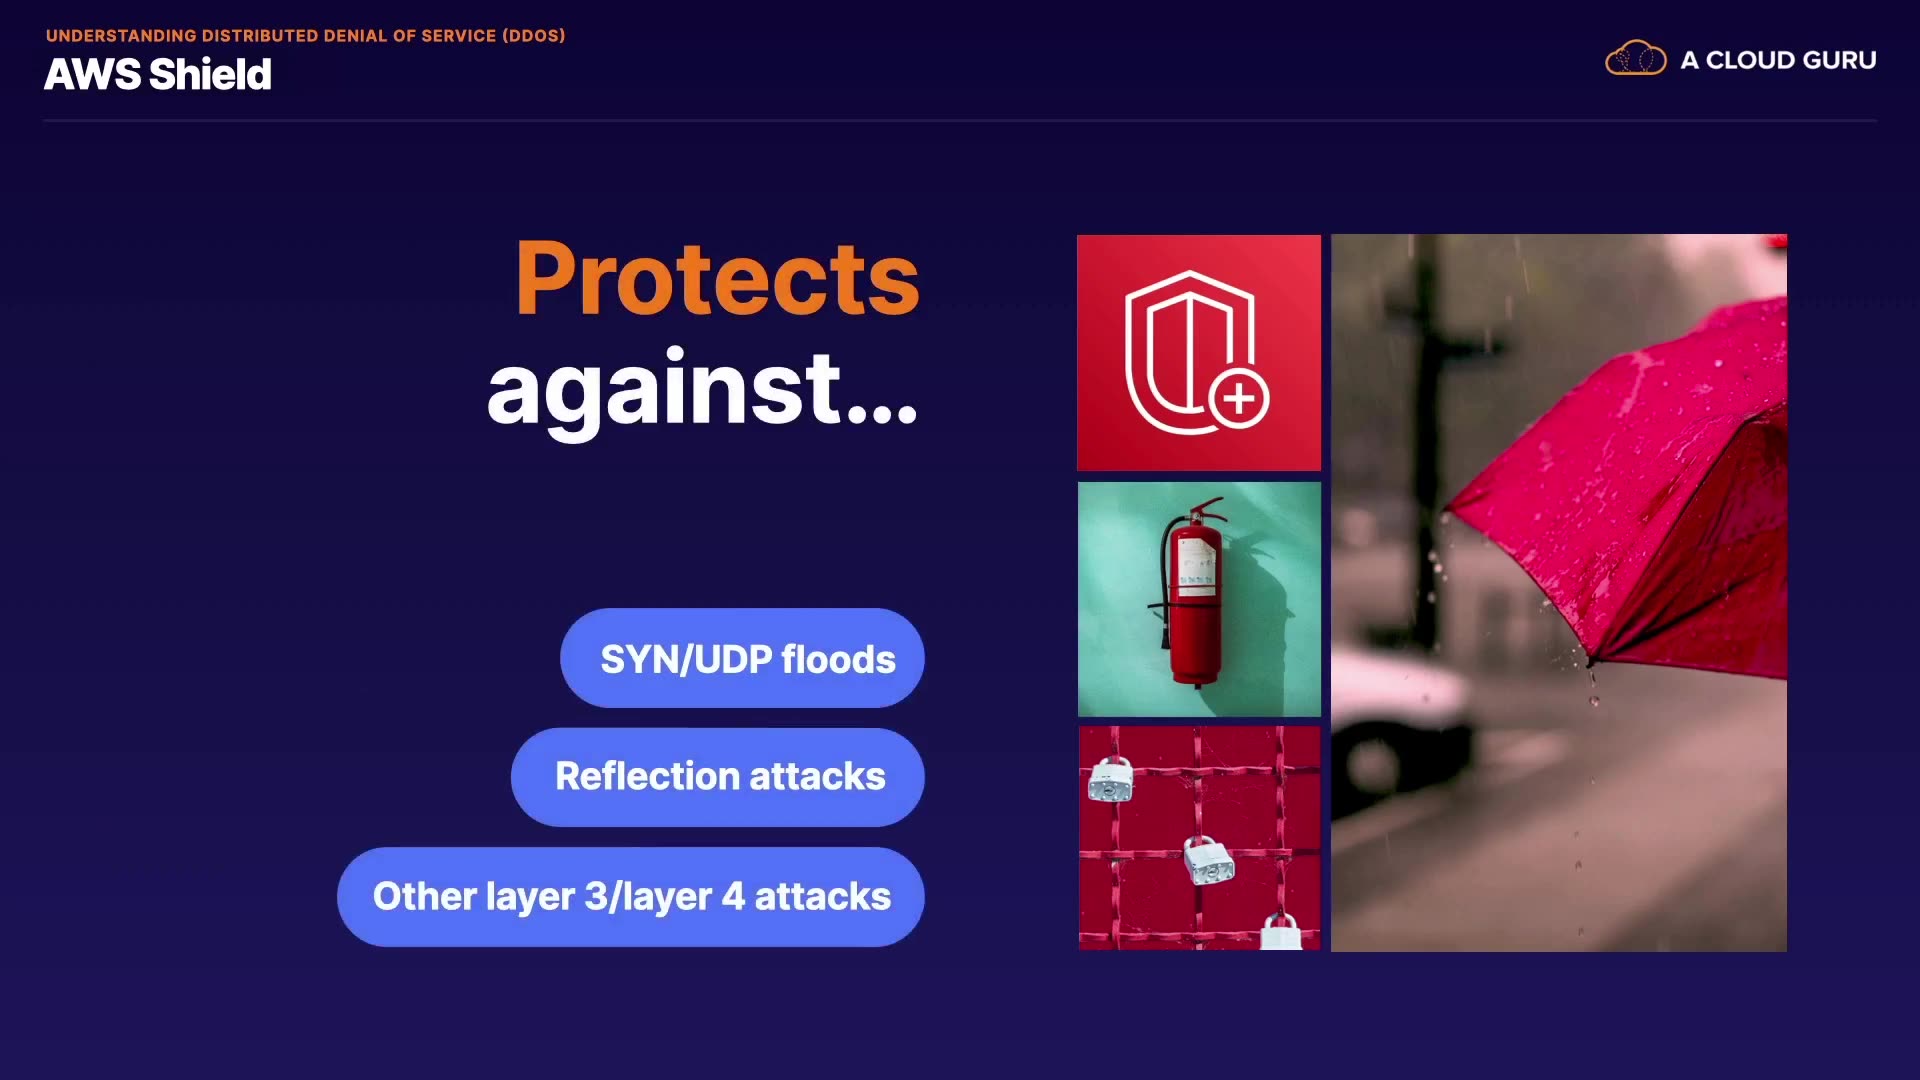 UNDERSTANDING DISTRIBUTED DENIAL OF SERVICE (DDOS)
AWS Shield
A CLOUD GURU
Protects
against...
SYN/UDP floods
Reflection attacks
Other layer 3/layer 4 attacks